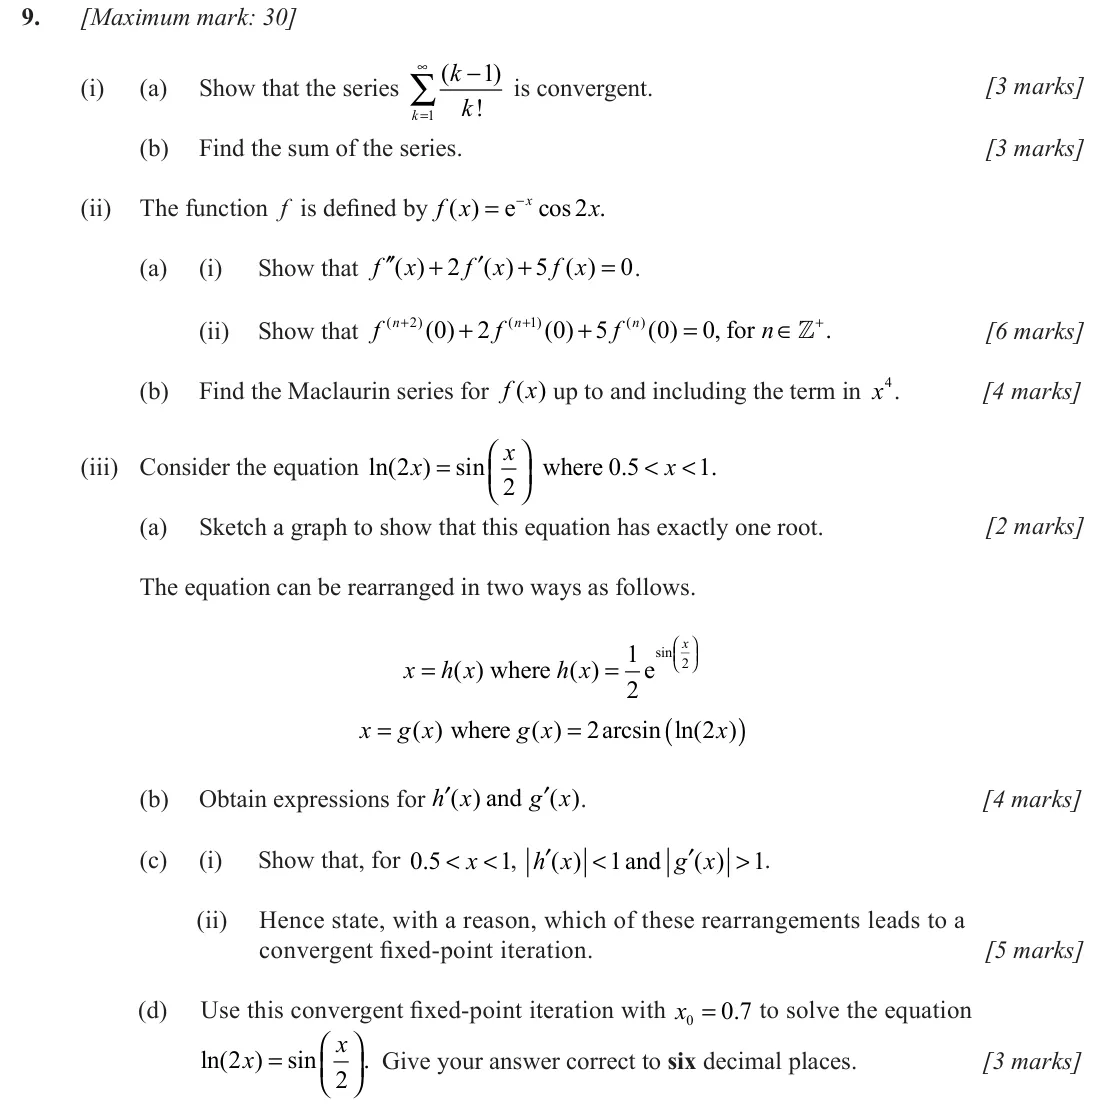 9. [Maximum mark: 30]
(i) (a) Show that the series $\sum_{k=1}^{\infty} \frac{(k-1)}{k!}$ is convergent. [3 marks]
(b) Find the sum of the series. [3 marks]
(ii) The function $f$ is defined by $f(x) = \mathrm{e}^{-x} \cos 2x$.
(a) (i) Show that $f''(x) + 2f'(x) + 5f(x) = 0$.
(ii) Show that $f^{(n+2)}(0) + 2f^{(n+1)}(0) + 5f^{(n)}(0) = 0$, for $n \in \mathbb{Z}^+$. [6 marks]
(b) Find the Maclaurin series for $f(x)$ up to and including the term in $x^4$. [4 marks]
(iii) Consider the equation $\ln(2x) = \sin\left(\frac{x}{2}\right)$ where $0.5 < x < 1$.
(a) Sketch a graph to show that this equation has exactly one root. [2 marks]
The equation can be rearranged in two ways as follows.
$x = h(x)$ where $h(x) = \frac{1}{2}\mathrm{e}^{\sin\left(\frac{x}{2}\right)}$
$x = g(x)$ where $g(x) = 2\arcsin(\ln(2x))$
(b) Obtain expressions for $h'(x)$ and $g'(x)$. [4 marks]
(c) (i) Show that, for $0.5 < x < 1$, $|h'(x)| < 1$ and $|g'(x)| > 1$.
(ii) Hence state, with a reason, which of these rearrangements leads to a
convergent fixed-point iteration. [5 marks]
(d) Use this convergent fixed-point iteration with $x_0 = 0.7$ to solve the equation
$\ln(2x) = \sin\left(\frac{x}{2}\right)$. Give your answer correct to **six** decimal places. [3 marks]